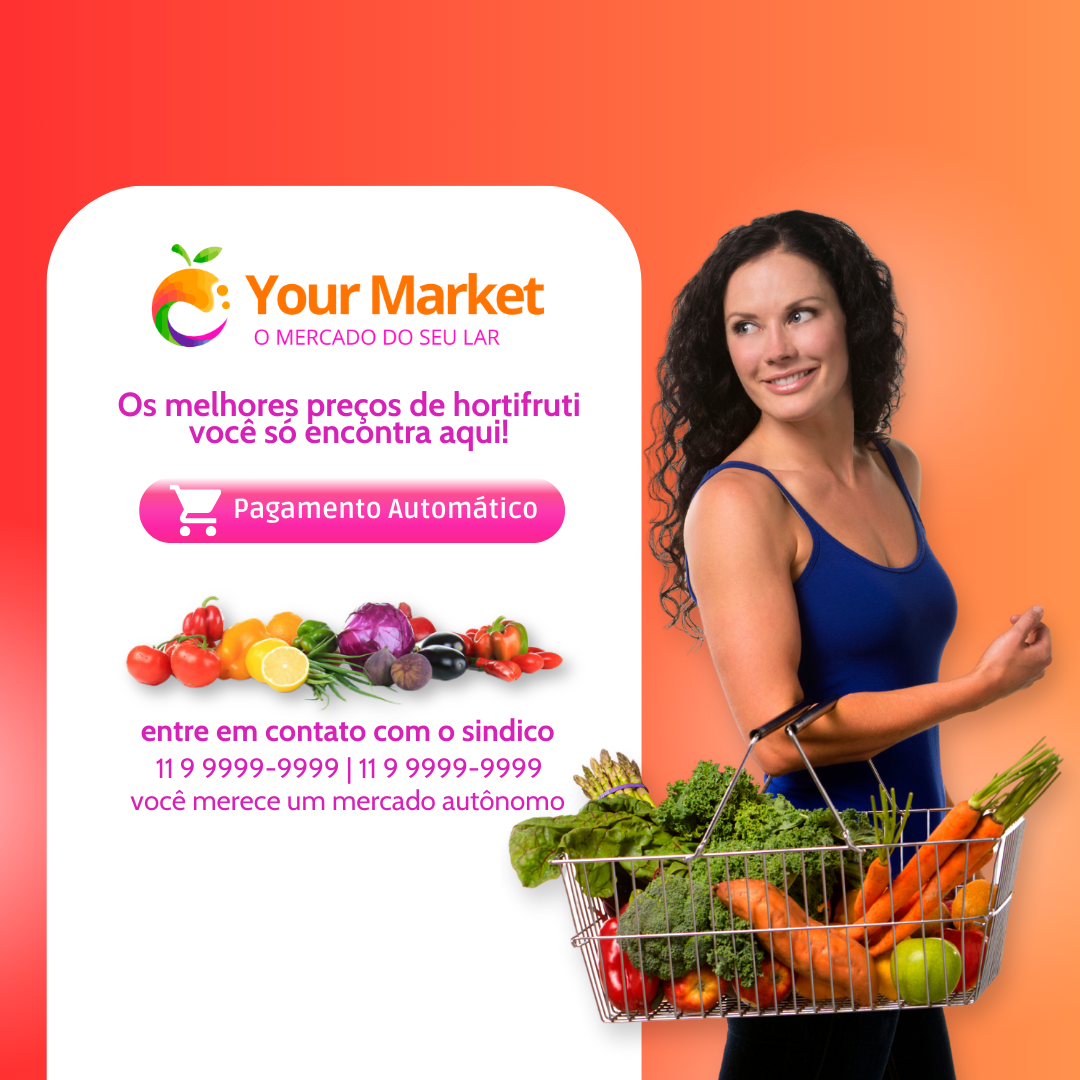 Your Market
O MERCADO DO SEU LAR
Os melhores preços de hortifruti
você só encontra aqui!
Pagamento Automático
entre em contato com o sindico
11 9 9999-9999 | 11 9 9999-9999
você merece um mercado autônomo